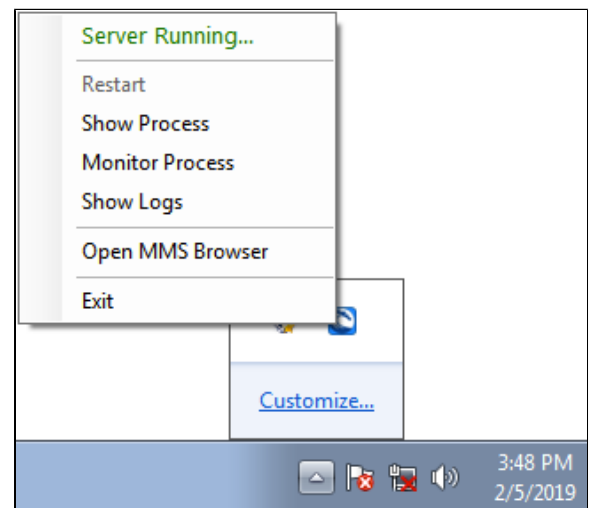 Server Running...
Restart
Show Process
Monitor Process
Show Logs
Open MMS Browser
Exit
Customize...
3:48 PM
2/5/2019